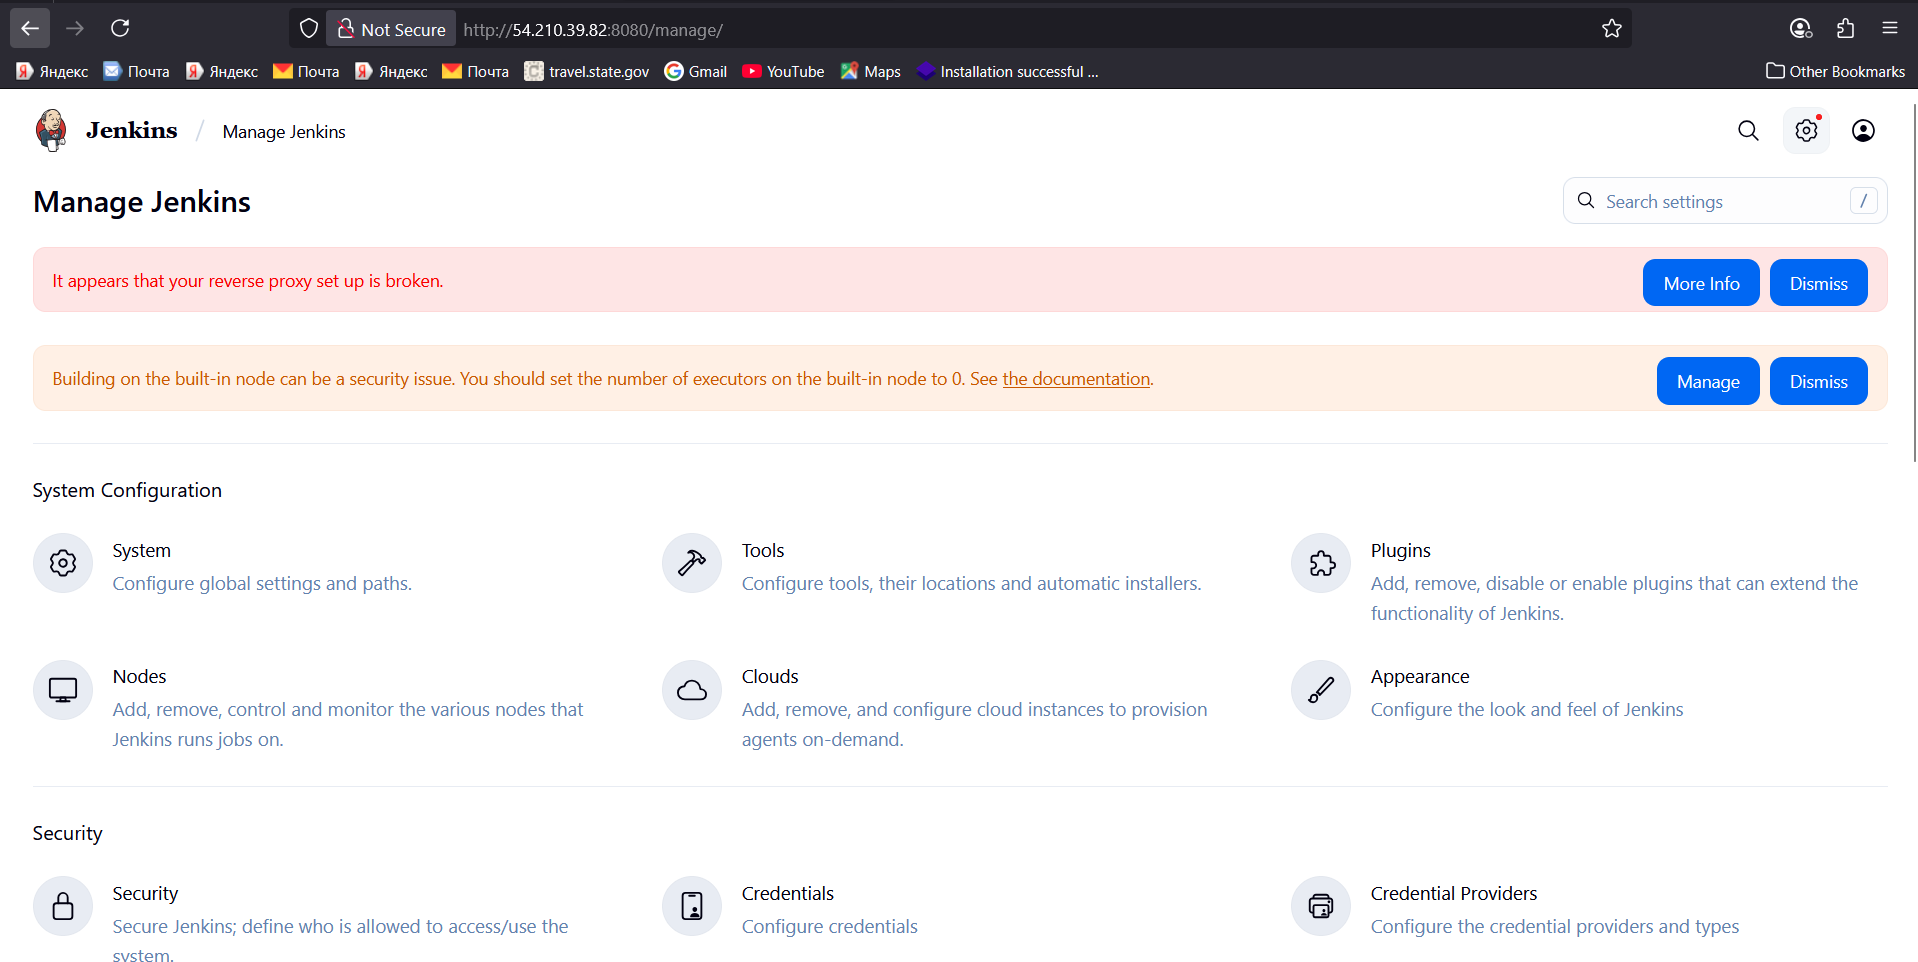 Not Secure http://54.210.39.82:8080/manage/
Яндекс Почта Яндекс Почта Яндекс Почта travel.state.gov Gmail YouTube Maps Installation successful ... Other Bookmarks
Jenkins / Manage Jenkins
Manage Jenkins
Search settings /
It appears that your reverse proxy set up is broken. More Info Dismiss
Building on the built-in node can be a security issue. You should set the number of executors on the built-in node to 0. See the documentation. Manage Dismiss
System Configuration
System
Configure global settings and paths.
Tools
Configure tools, their locations and automatic installers.
Plugins
Add, remove, disable or enable plugins that can extend the
functionality of Jenkins.
Nodes
Add, remove, control and monitor the various nodes that
Jenkins runs jobs on.
Clouds
Add, remove, and configure cloud instances to provision
agents on-demand.
Appearance
Configure the look and feel of Jenkins
Security
Security
Secure Jenkins; define who is allowed to access/use the
system.
Credentials
Configure credentials
Credential Providers
Configure the credential providers and types